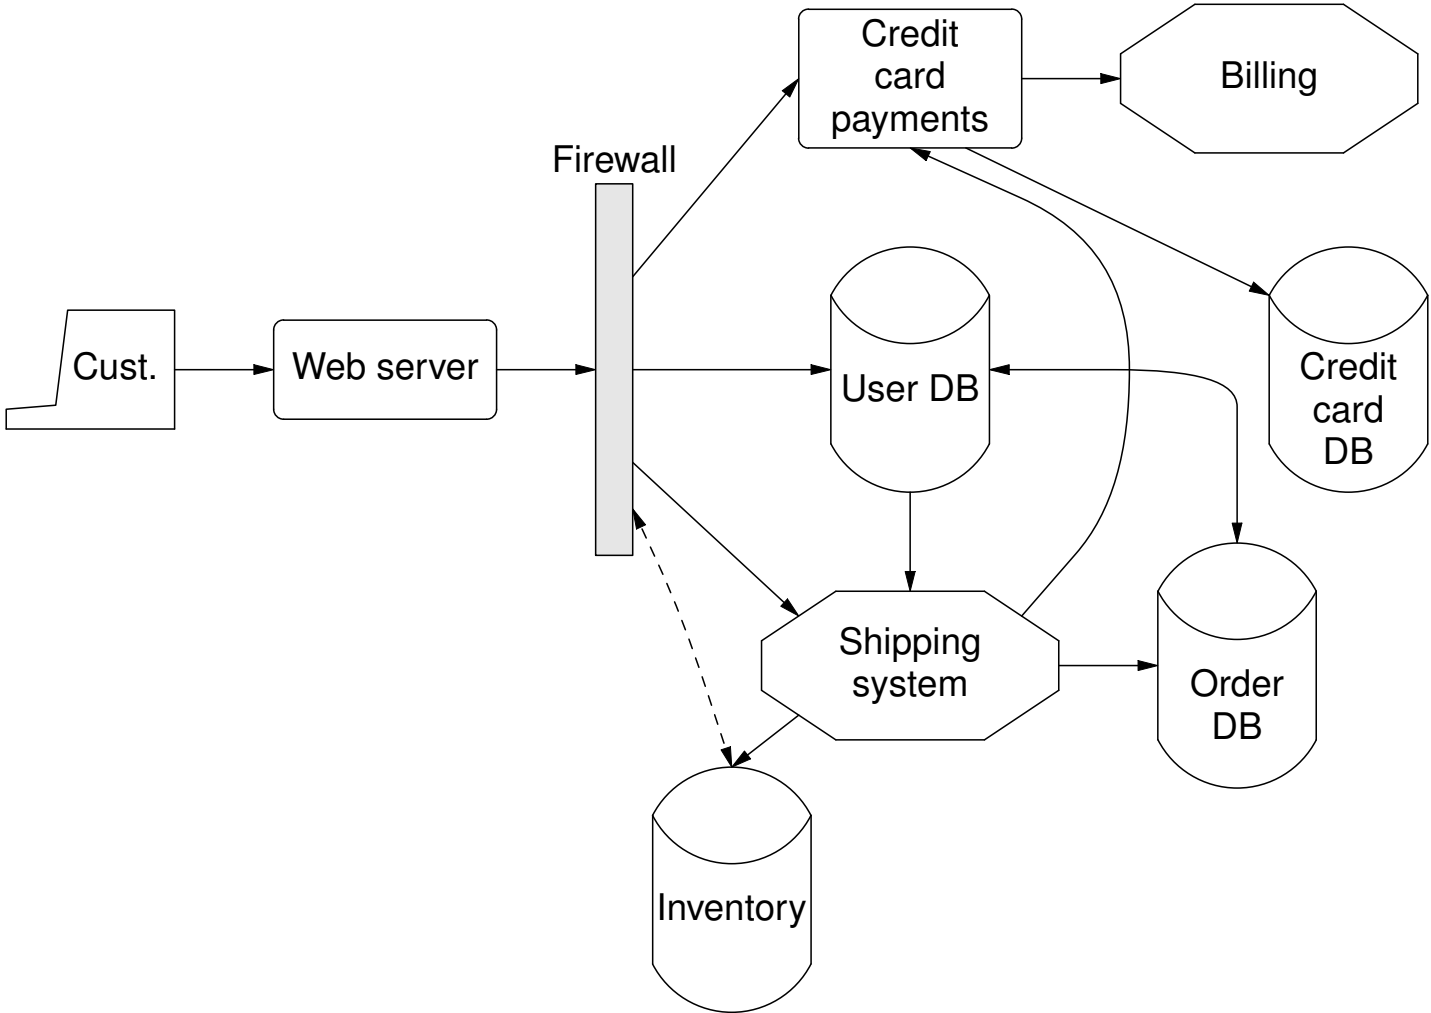 Credit
card
payments
Billing
Firewall
Cust.
Web server
User DB
Credit
card
DB
Shipping
system
Order
DB
Inventory